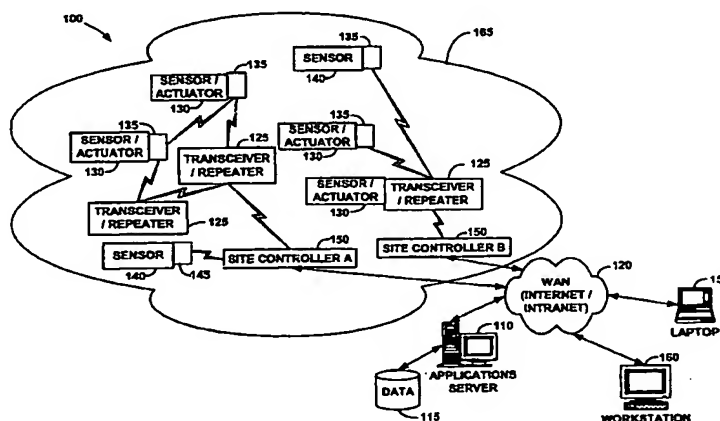 100
165
135
SENSOR
140
135
SENSOR / ACTUATOR
130
135
SENSOR / ACTUATOR
130
135
SENSOR / ACTUATOR
130
125
TRANSCEIVER / REPEATER
125
TRANSCEIVER / REPEATER
SENSOR / ACTUATOR
130
TRANSCEIVER / REPEATER
125
150
SITE CONTROLLER B
150
SITE CONTROLLER A
SENSOR
140
145
120
WAN
(INTERNET /
INTRANET)
LAPTOP
110
APPLICATIONS
SERVER
DATA
115
160
WORKSTATION